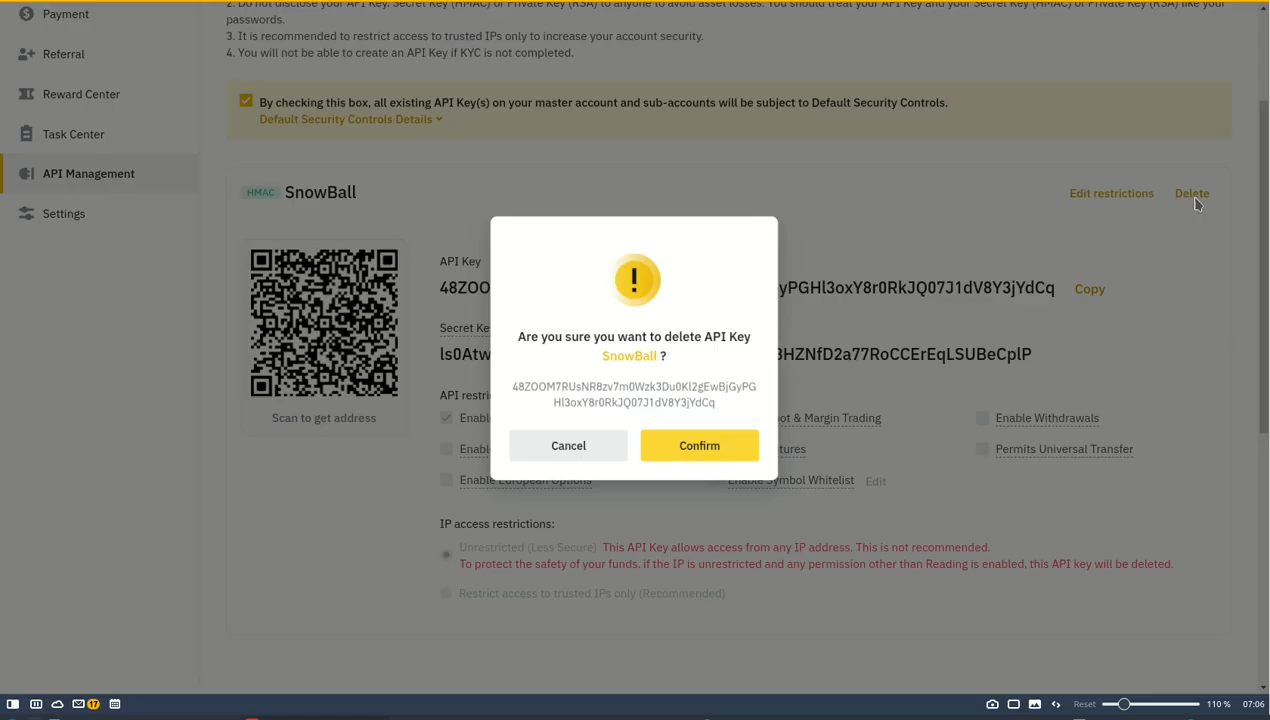 2. Do not disclose your API Key, Secret Key (HMAC) or Private Key (RSA) to anyone to avoid asset losses. You should treat your API Key and your Secret Key (HMAC) or Private Key (RSA) like your
passwords.
3. It is recommended to restrict access to trusted IPs only to increase your account security.
4. You will not be able to create an API Key if KYC is not completed.
Payment
Referral
Reward Center
Task Center
API Management
Settings
By checking this box, all existing API Key(s) on your master account and sub-accounts will be subject to Default Security Controls.
Default Security Controls Details
HMAC SnowBall
Edit restrictions Delete
Scan to get address
API Key
48ZOO yPGHl3oxY8r0RkJQ07J1dV8Y3jYdCq Copy
Secret Ke
ls0Atw HZNfD2a77RoCCErEqLSUBeCplP
API restri
Enabl ot & Margin Trading Enable Withdrawals
Enabl tures Permits Universal Transfer
Enable European Options Enable Symbol Whitelist Edit
IP access restrictions:
Unrestricted (Less Secure) This API Key allows access from any IP address. This is not recommended.
To protect the safety of your funds, if the IP is unrestricted and any permission other than Reading is enabled, this API key will be deleted.
Restrict access to trusted IPs only (Recommended)
!
Are you sure you want to delete API Key
SnowBall ?
48ZOOM7RUsNR8zv7m0Wzk3Du0Kl2gEwBjGyPG
Hl3oxY8r0RkJQ07J1dV8Y3jYdCq
Cancel Confirm
17
Reset 110 % 07:06